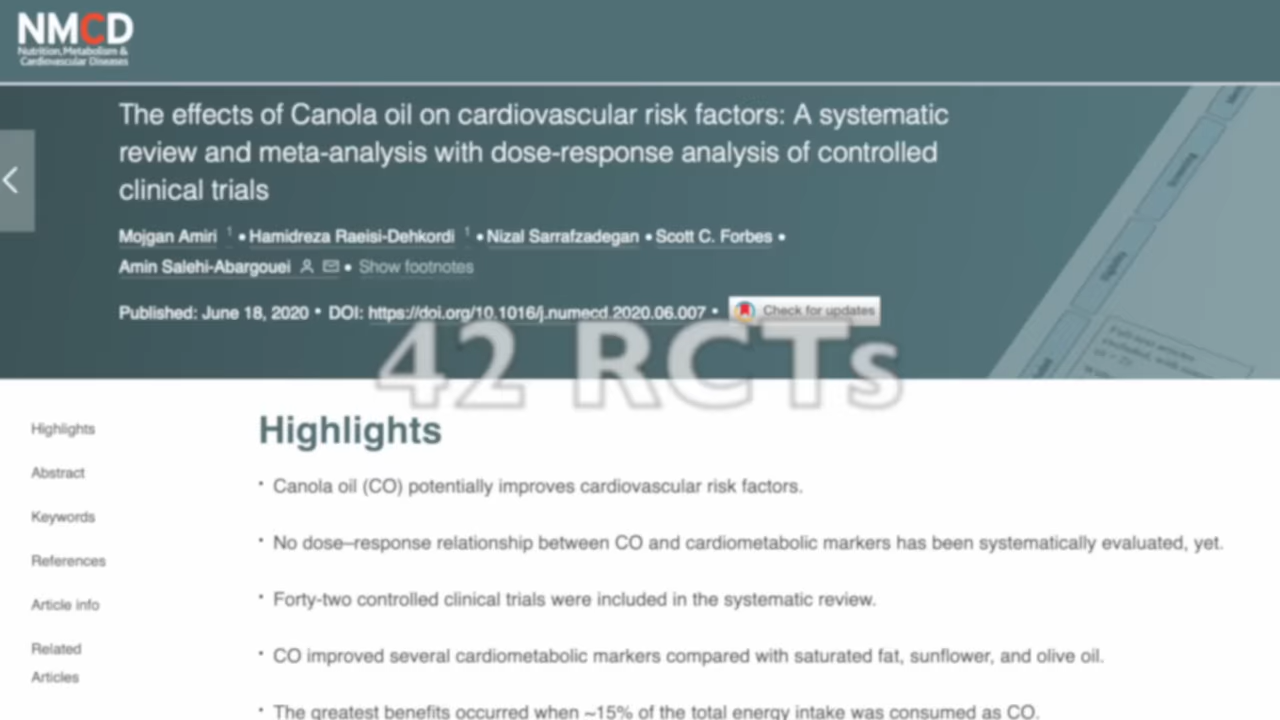 NMCD
Nutrition, Metabolism &
Cardiovascular Diseases
The effects of Canola oil on cardiovascular risk factors: A systematic
review and meta-analysis with dose-response analysis of controlled
clinical trials
Mojgan Amiri 1 • Hamidreza Raeisi-Dehkordi 1 • Nizal Sarrafzadegan • Scott C. Forbes •
Amin Salehi-Abargouei • Show footnotes
Published: June 18, 2020 • DOI: https://doi.org/10.1016/j.numecd.2020.06.007 • Check for updates
42 RCTs
Highlights
Abstract
Keywords
References
Article info
Related
Articles
Highlights
• Canola oil (CO) potentially improves cardiovascular risk factors.
• No dose–response relationship between CO and cardiometabolic markers has been systematically evaluated, yet.
• Forty-two controlled clinical trials were included in the systematic review.
• CO improved several cardiometabolic markers compared with saturated fat, sunflower, and olive oil.
• The greatest benefits occurred when ~15% of the total energy intake was consumed as CO.